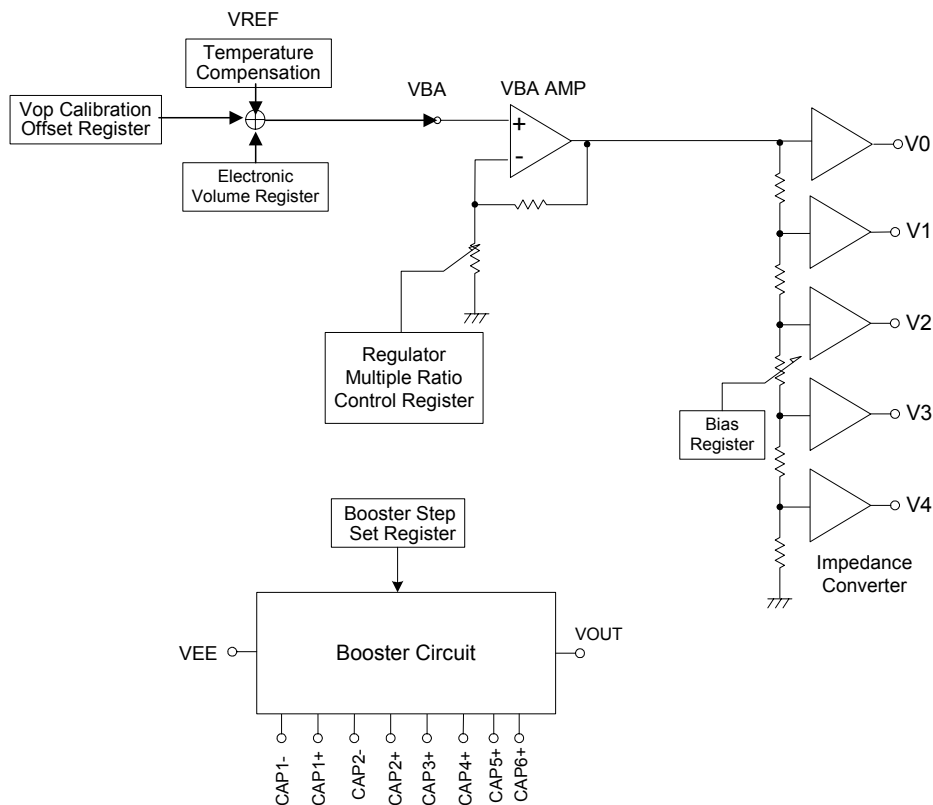 VREF
Temperature
Compensation
Vop Calibration
Offset Register
Electronic
Volume Register
VBA
VBA AMP
+
-
Regulator
Multiple Ratio
Control Register
V0
V1
V2
V3
V4
Bias
Register
Impedance
Converter
Booster Step
Set Register
VEE
Booster Circuit
VOUT
CAP1-
CAP1+
CAP2-
CAP2+
CAP3+
CAP4+
CAP5+
CAP6+